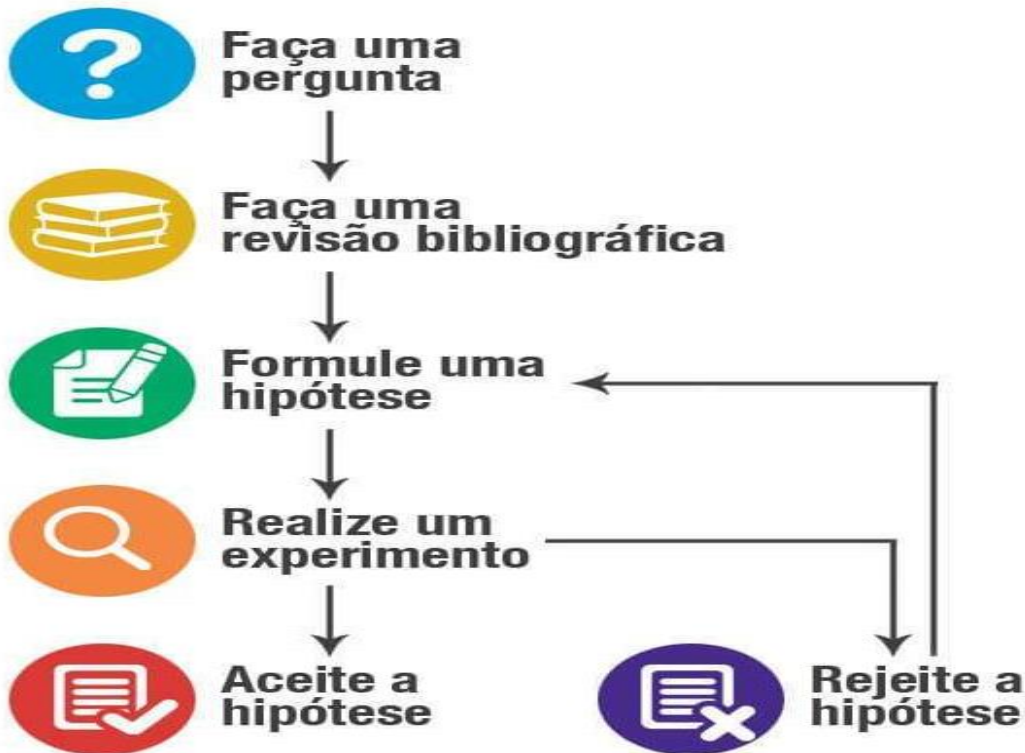 Faça uma
pergunta
Faça uma
revisão bibliográfica
Formule uma
hipótese
Realize um
experimento
Aceite a
hipótese
Rejeite a
hipótese